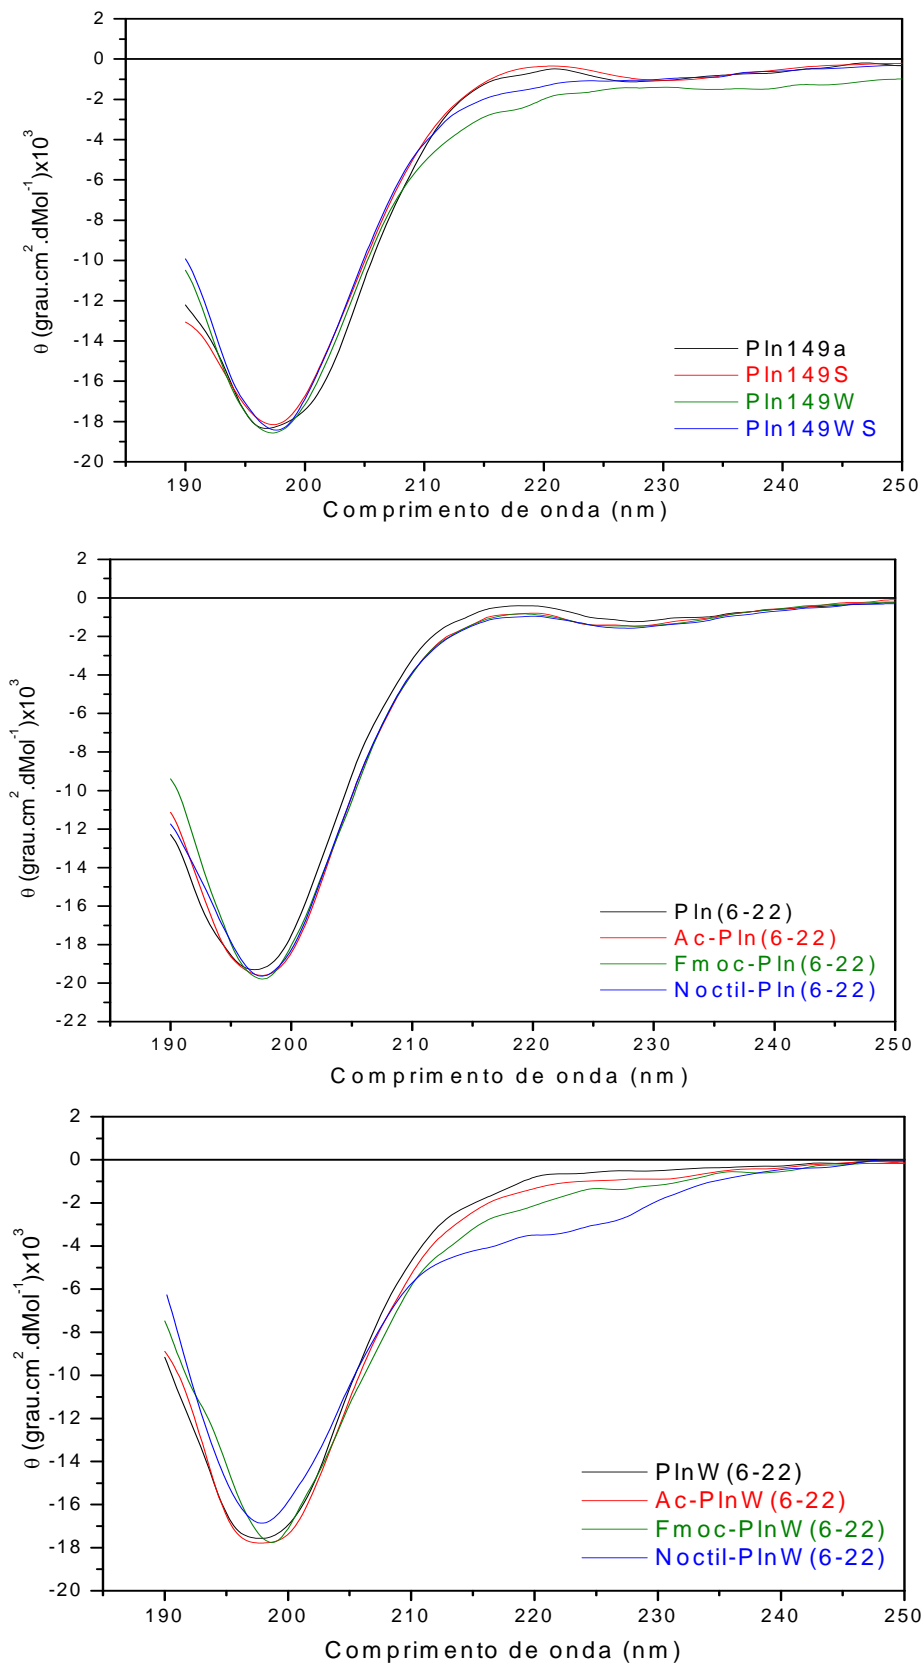 2
0
-2
-4
-6
-8
-10
-12
-14
-16
-18
-20
θ (grau.cm².dMol⁻¹)x10³
Pln149a
Pln149S
Pln149W
Pln149WS
190 200 210 220 230 240 250
Comprimento de onda (nm)
2
0
-2
-4
-6
-8
-10
-12
-14
-16
-18
-20
-22
θ (grau.cm².dMol⁻¹)x10³
Pln(6-22)
Ac-Pln(6-22)
Fmoc-Pln(6-22)
Noctil-Pln(6-22)
190 200 210 220 230 240 250
Comprimento de onda (nm)
2
0
-2
-4
-6
-8
-10
-12
-14
-16
-18
-20
θ (grau.cm².dMol⁻¹)x10³
PlnW(6-22)
Ac-PlnW(6-22)
Fmoc-PlnW(6-22)
Noctil-PlnW(6-22)
190 200 210 220 230 240 250
Comprimento de onda (nm)